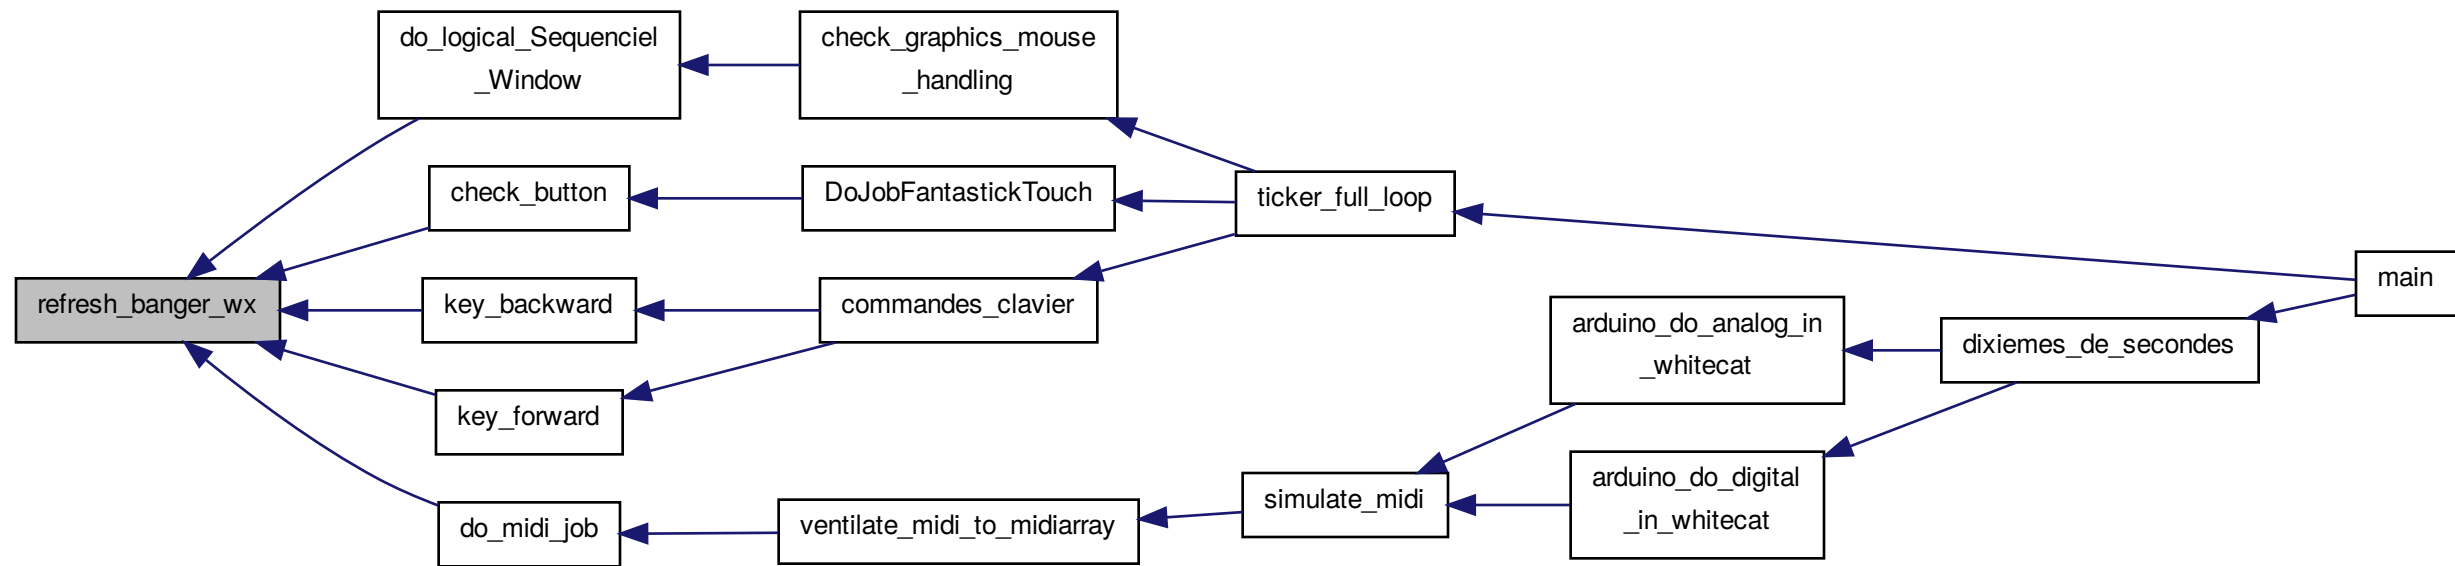 do_logical_Sequenciel
_Window
check_graphics_mouse
_handling
check_button
DoJobFantastickTouch
ticker_full_loop
refresh_banger_wx
key_backward
commandes_clavier
main
arduino_do_analog_in
_whitecat
dixiemes_de_secondes
key_forward
simulate_midi
arduino_do_digital
_in_whitecat
do_midi_job
ventilate_midi_to_midiarray